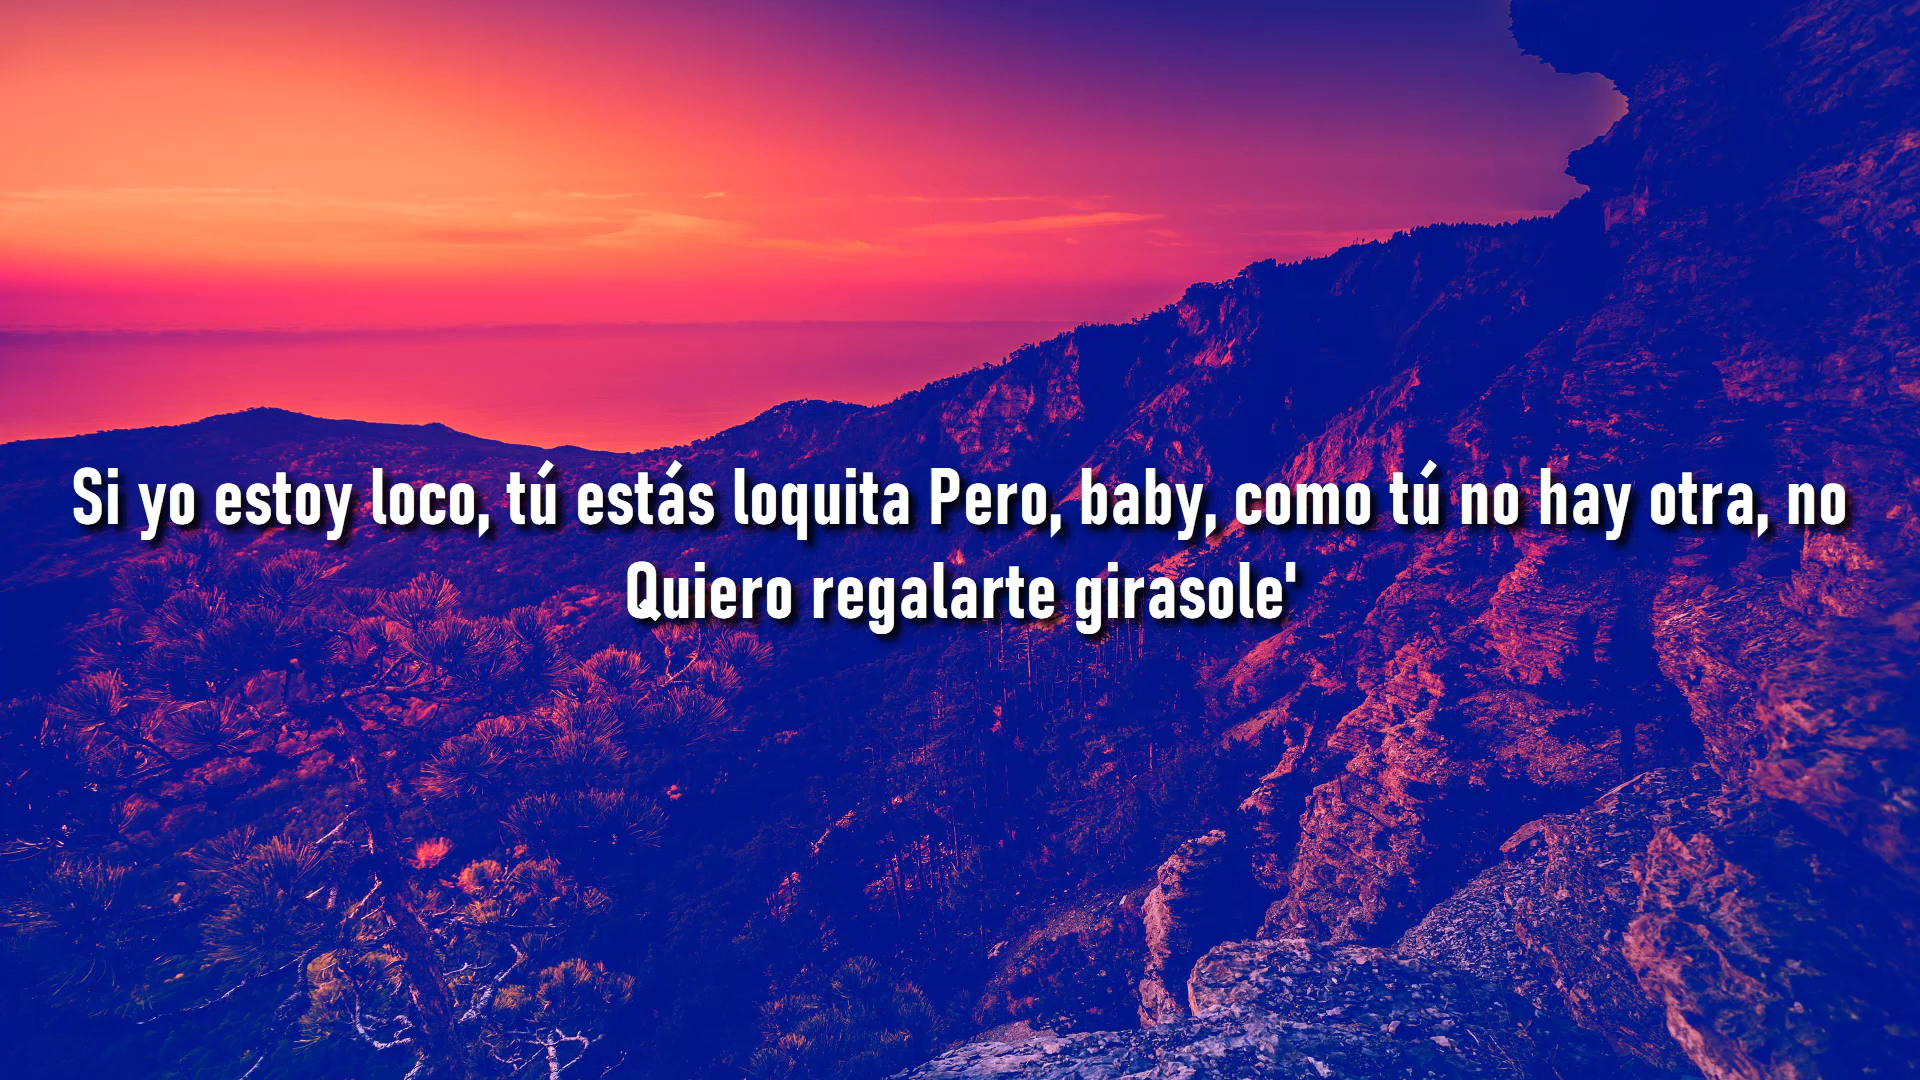 Si yo estoy loco, tú estás loquita Pero, baby, como tú no hay otra, no
Quiero regalarte girasole'